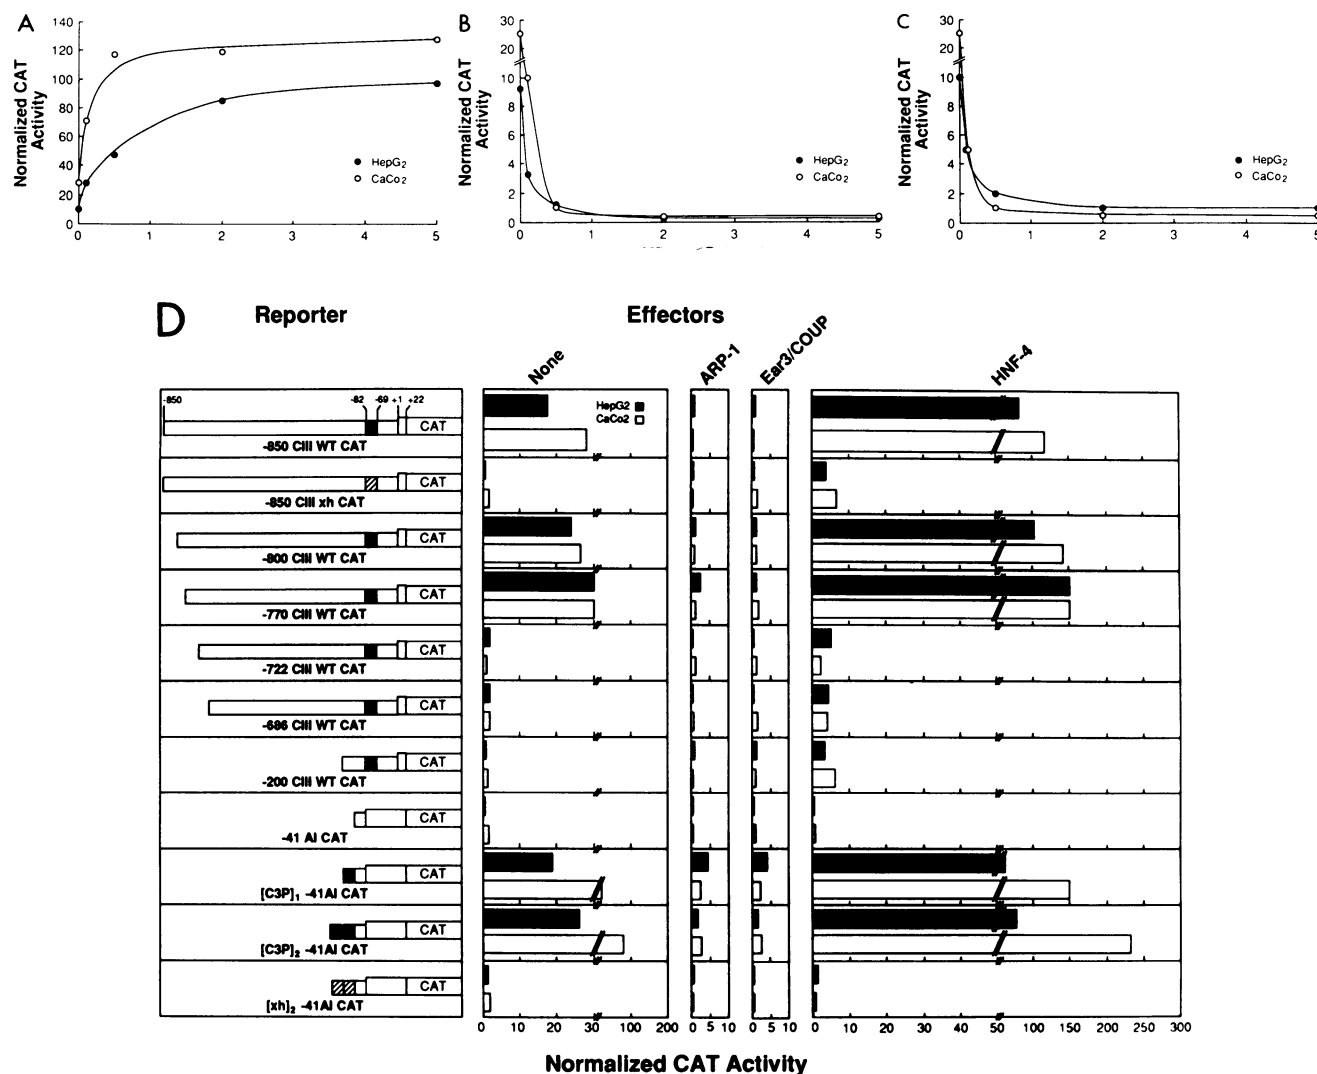 A
Normalized CAT
Activity
140
120
100
80
60
40
20
0
HepG2
CaCo2
0 1 2 3 4 5
B
Normalized CAT
Activity
30
20
10
8
6
4
2
0
HepG2
CaCo2
0 1 2 3 4 5
C
Normalized CAT
Activity
30
20
10
8
6
4
2
0
HepG2
CaCo2
0 1 2 3 4 5
D
Reporter
Effectors
None
ARP-1
Ear3/COUP
HNF-4
-850 -82 -69 +1 +22
CAT
-850 CIII WT CAT
HepG2
CaCo2
CAT
-850 CIII xh CAT
CAT
-800 CIII WT CAT
CAT
-770 CIII WT CAT
CAT
-722 CIII WT CAT
CAT
-686 CIII WT CAT
CAT
-200 CIII WT CAT
CAT
-41 AI CAT
CAT
[C3P]1 -41AI CAT
CAT
[C3P]2 -41AI CAT
CAT
[xh]2 -41AI CAT
0 10 20 30 100 200
0 5 10
0 5 10
0 10 20 30 40 50 100 150 200 250 300
Normalized CAT Activity